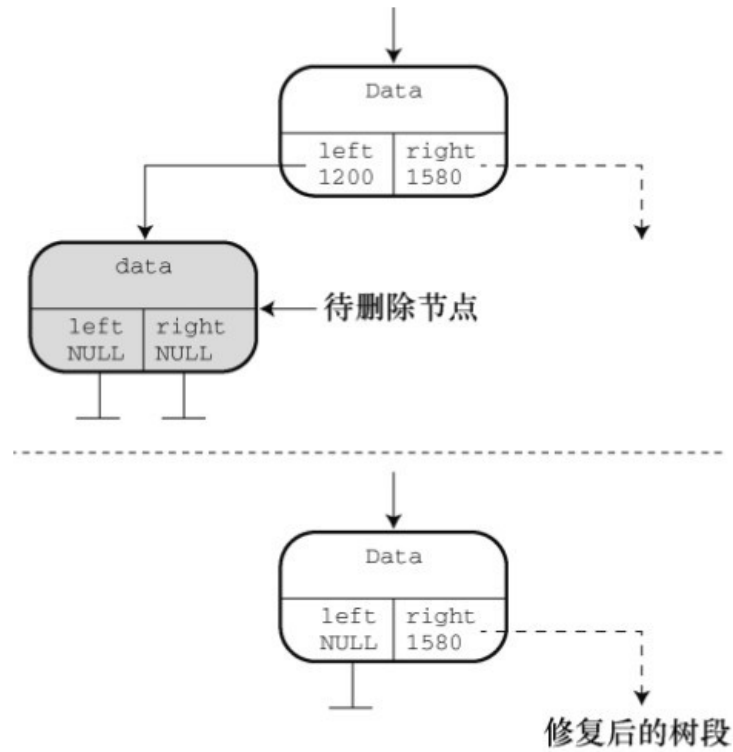 Data
left right
1200 1580
data
待删除节点
left right
NULL NULL
Data
left right
NULL 1580
修复后的树段